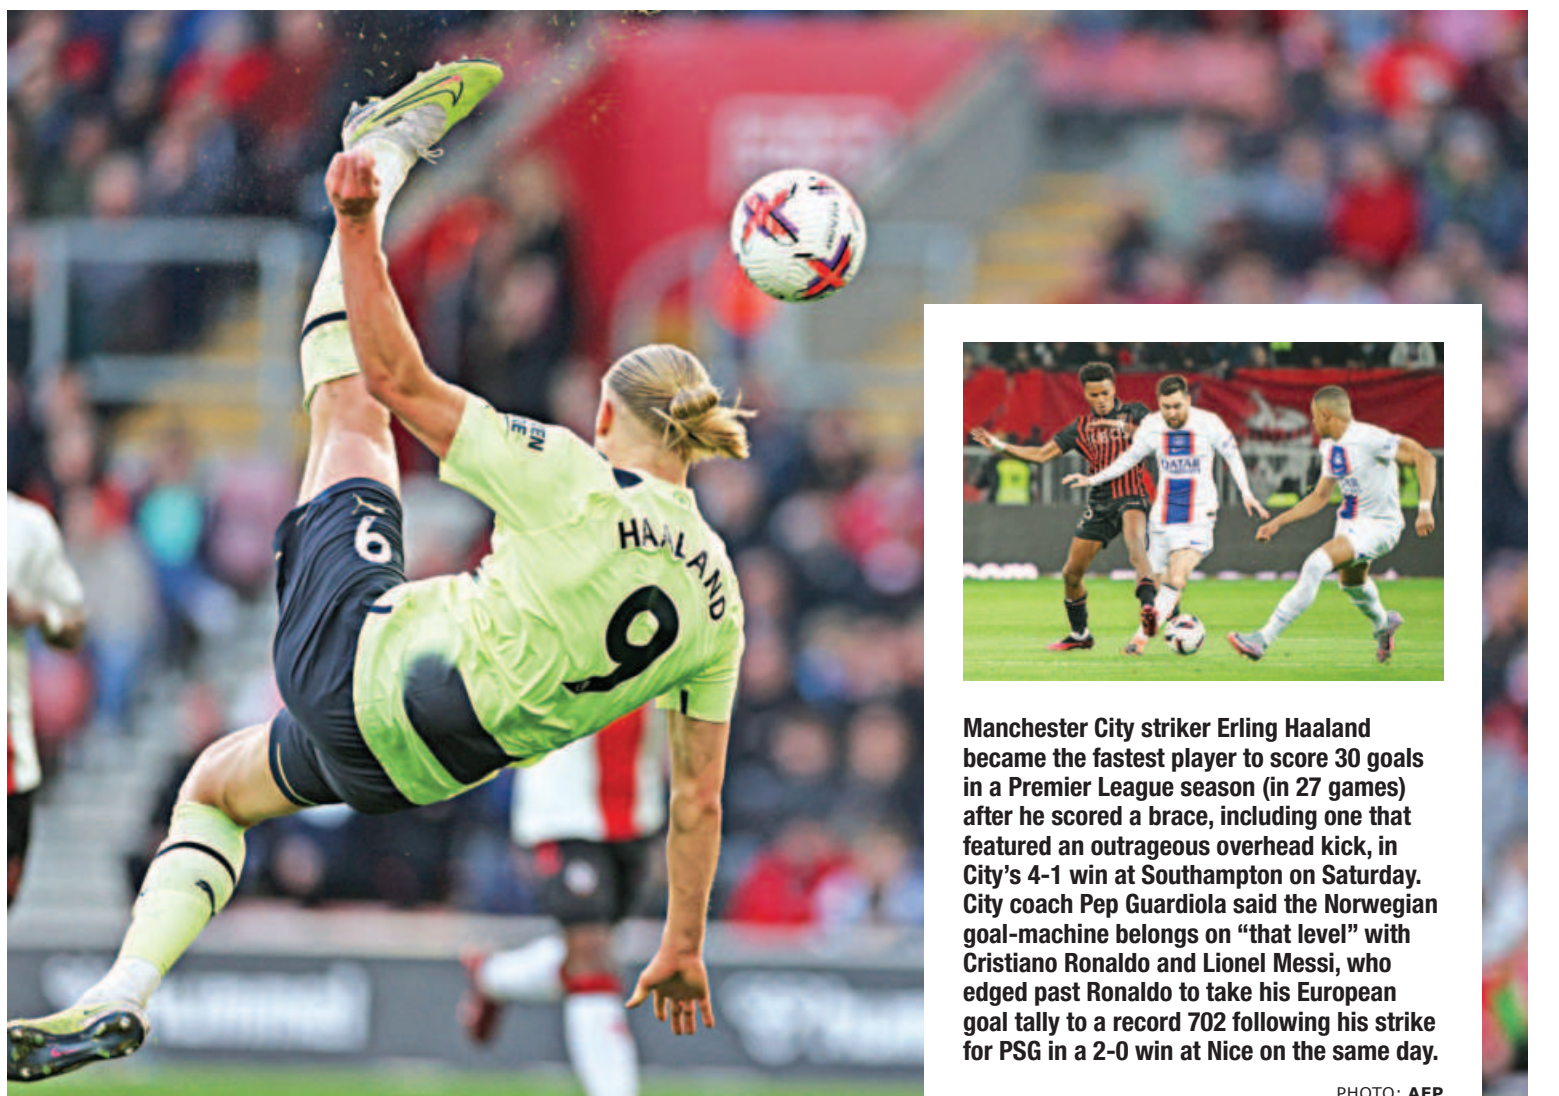 EN
E
6
HAALAND
9
QATAR
Manchester City striker Erling Haaland
became the fastest player to score 30 goals
in a Premier League season (in 27 games)
after he scored a brace, including one that
featured an outrageous overhead kick, in
City’s 4-1 win at Southampton on Saturday.
City coach Pep Guardiola said the Norwegian
goal-machine belongs on “that level” with
Cristiano Ronaldo and Lionel Messi, who
edged past Ronaldo to take his European
goal tally to a record 702 following his strike
for PSG in a 2-0 win at Nice on the same day.
PHOTO: AFP